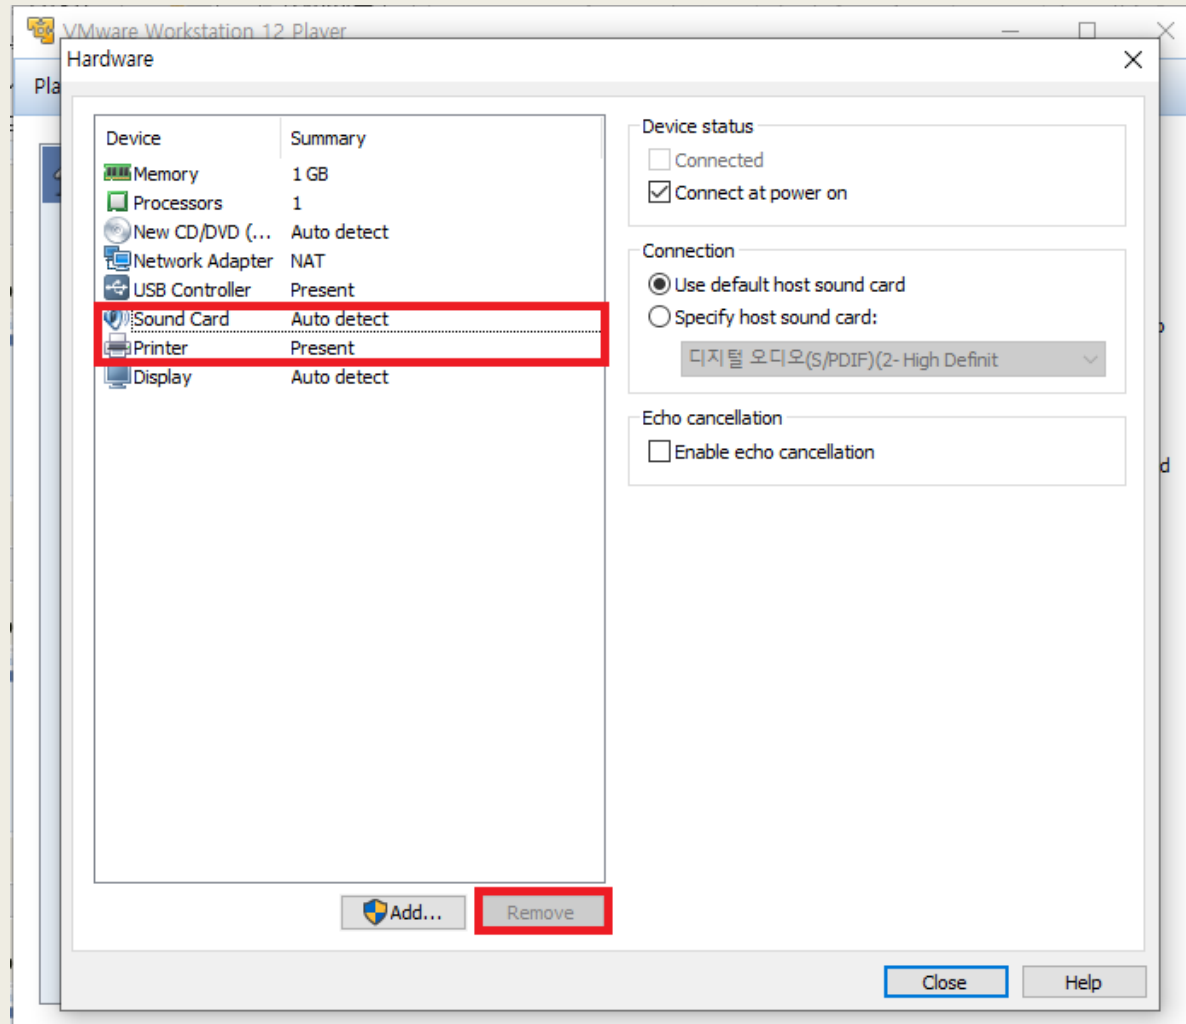 VMware Workstation 12 Player
Hardware
Pla
Device Summary
Memory 1 GB
Processors 1
New CD/DVD (... Auto detect
Network Adapter NAT
USB Controller Present
Sound Card Auto detect
Printer Present
Display Auto detect
Add...
Remove
Device status
Connected
Connect at power on
Connection
Use default host sound card
Specify host sound card:
디지털 오디오(S/PDIF)(2- High Definit
Echo cancellation
Enable echo cancellation
d
Close
Help